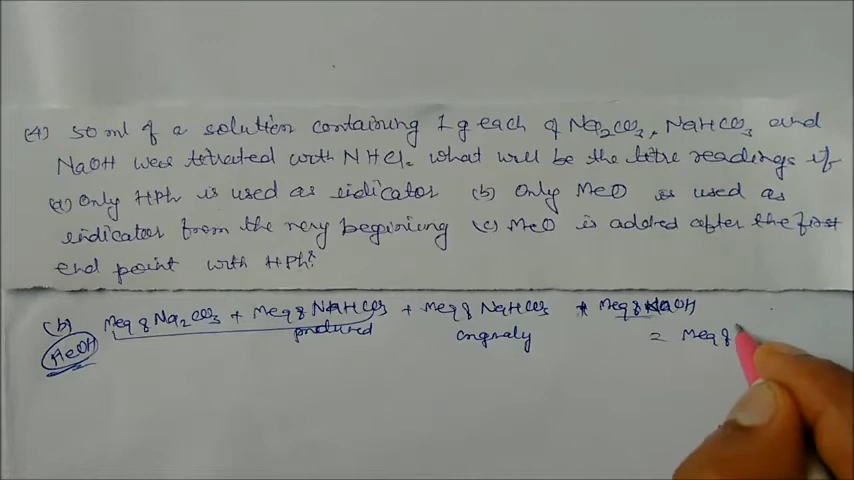 (4) 50 ml of a solution containing 1 g each of Na2CO3, NaHCO3 and
NaOH were titrated with N HCl. what will be the titre readings if
(a) Only HPh is used as indicator (b) Only MeO is used as
indicator from the very beginning (c) MeO is added after the first
end point with HPh?
(b) Meq of Na2CO3 + Meq of NaHCO3 + Meq of NaHCO3 + Meq of NaOH
MeOH produced = Meq of